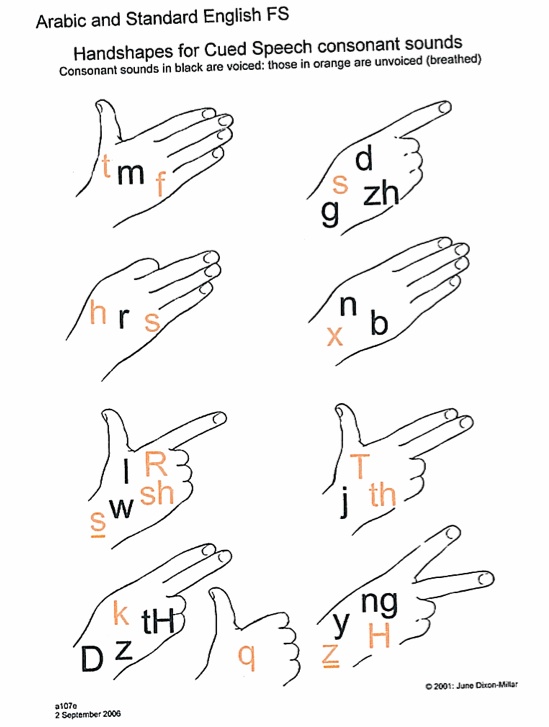 Arabic and Standard English FS
Handshapes for Cued Speech consonant sounds
Consonant sounds in black are voiced: those in orange are unvoiced (breathed)
t m f
d
s zh
g
h r s
n b
x
l R
w sh
s
T
j th
k tH
D z
q
ng
y H
z
© 2001: June Dixon-Millar
a107e
2 September 2006